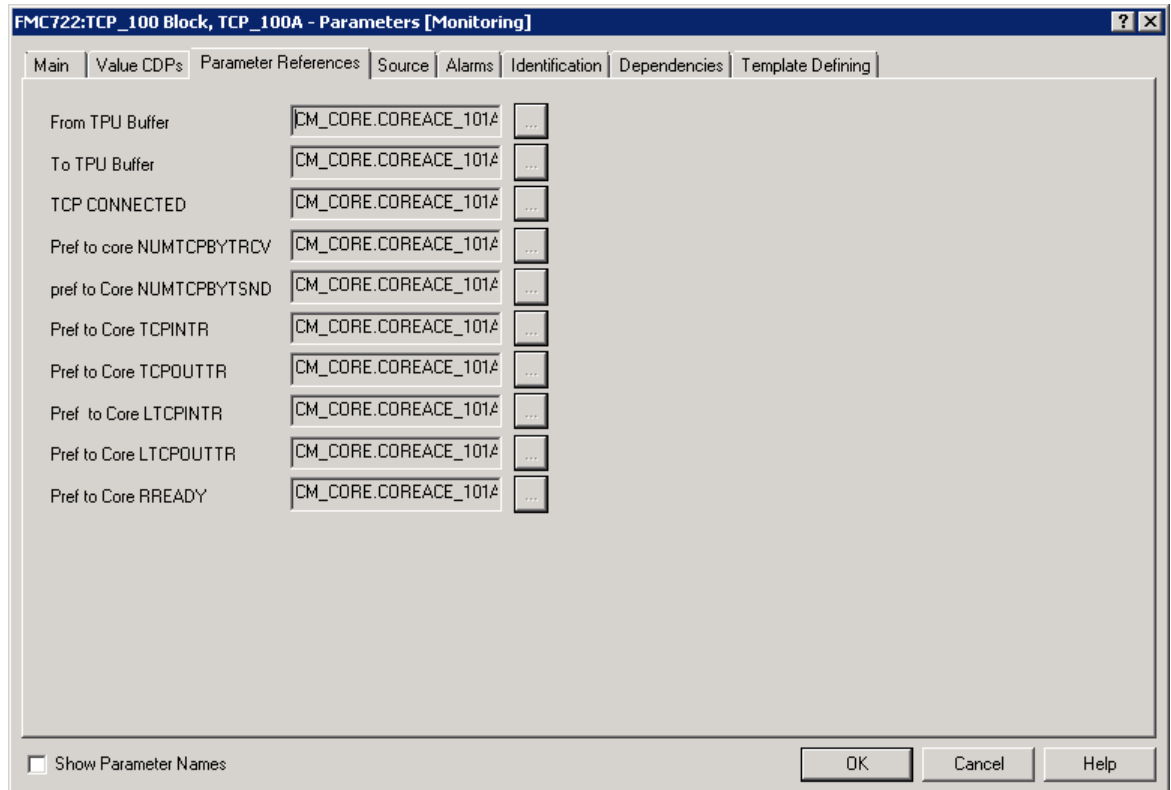 FMC722:TCP_100 Block, TCP_100A - Parameters [Monitoring]
Main Value CDPs Parameter References Source Alarms Identification Dependencies Template Defining
From TPU Buffer CM_CORE.COREACE_101A ...
To TPU Buffer CM_CORE.COREACE_101A ...
TCP CONNECTED CM_CORE.COREACE_101A ...
Pref to core NUMTCPBYTRCV CM_CORE.COREACE_101A ...
pref to Core NUMTCPBYTSND CM_CORE.COREACE_101A ...
Pref to Core TCPINTR CM_CORE.COREACE_101A ...
Pref to Core TCPOUTTR CM_CORE.COREACE_101A ...
Pref to Core LTCPINTR CM_CORE.COREACE_101A ...
Pref to Core LTCPOUTTR CM_CORE.COREACE_101A ...
Pref to Core RREADY CM_CORE.COREACE_101A ...
Show Parameter Names OK Cancel Help